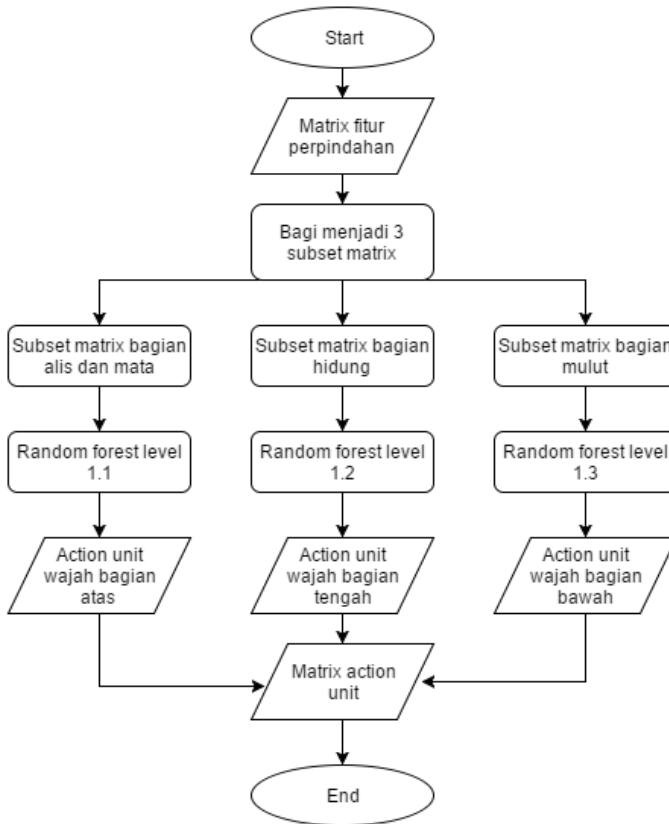 Start
Matrix fitur
perpindahan
Bagi menjadi 3
subset matrix
Subset matrix bagian
alis dan mata
Subset matrix bagian
hidung
Subset matrix bagian
mulut
Random forest level
1.1
Random forest level
1.2
Random forest level
1.3
Action unit
wajah bagian
atas
Action unit
wajah bagian
tengah
Action unit
wajah bagian
bawah
Matrix action
unit
End